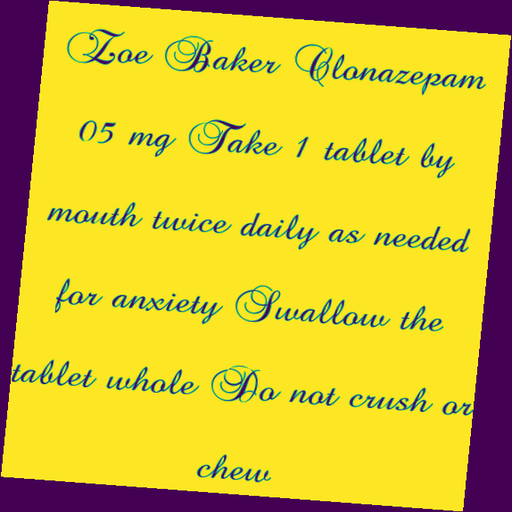 Zoe Baker Clonazepam
05 mg Take 1 tablet by
mouth twice daily as needed
for anxiety Swallow the
tablet whole Do not crush or
chew